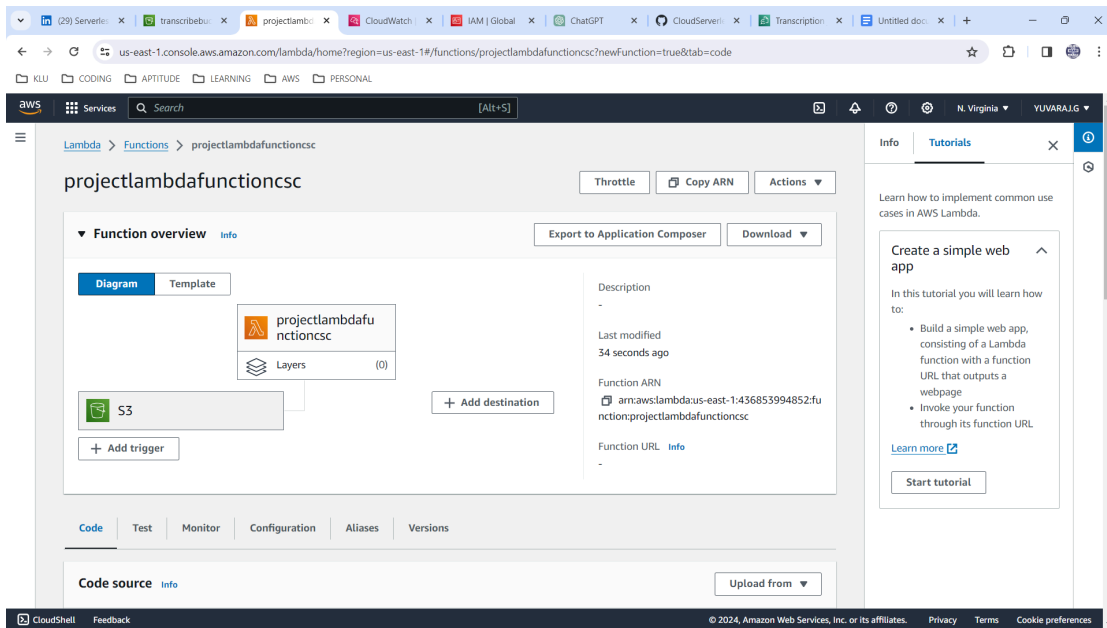 (29) Serverles
transcribebuc
projectlambd
CloudWatch
IAM | Global
ChatGPT
CloudServerle
Transcription
Untitled docu
us-east-1.console.aws.amazon.com/lambda/home?region=us-east-1#/functions/projectlambdafunctioncsc?newFunction=true&tab=code
KLU CODING APTITUDE LEARNING AWS PERSONAL
aws Services Search [Alt+S] N. Virginia ▼ YUVARAJ.G ▼
Lambda > Functions > projectlambdafunctioncsc
projectlambdafunctioncsc
Throttle Copy ARN Actions ▼
▼ Function overview Info
Export to Application Composer Download ▼
Diagram Template
projectlambdafu
nctioncsc
Layers (0)
S3
+ Add trigger
+ Add destination
Description
-
Last modified
34 seconds ago
Function ARN
arn:aws:lambda:us-east-1:436853994852:fu
nction:projectlambdafunctioncsc
Function URL Info
-
Code Test Monitor Configuration Aliases Versions
Code source Info
Upload from ▼
Info Tutorials
Learn how to implement common use
cases in AWS Lambda.
Create a simple web
app
In this tutorial you will learn how
to:
• Build a simple web app,
consisting of a Lambda
function with a function
URL that outputs a
webpage
• Invoke your function
through its function URL
Learn more
Start tutorial
CloudShell Feedback © 2024, Amazon Web Services, Inc. or its affiliates. Privacy Terms Cookie preferences